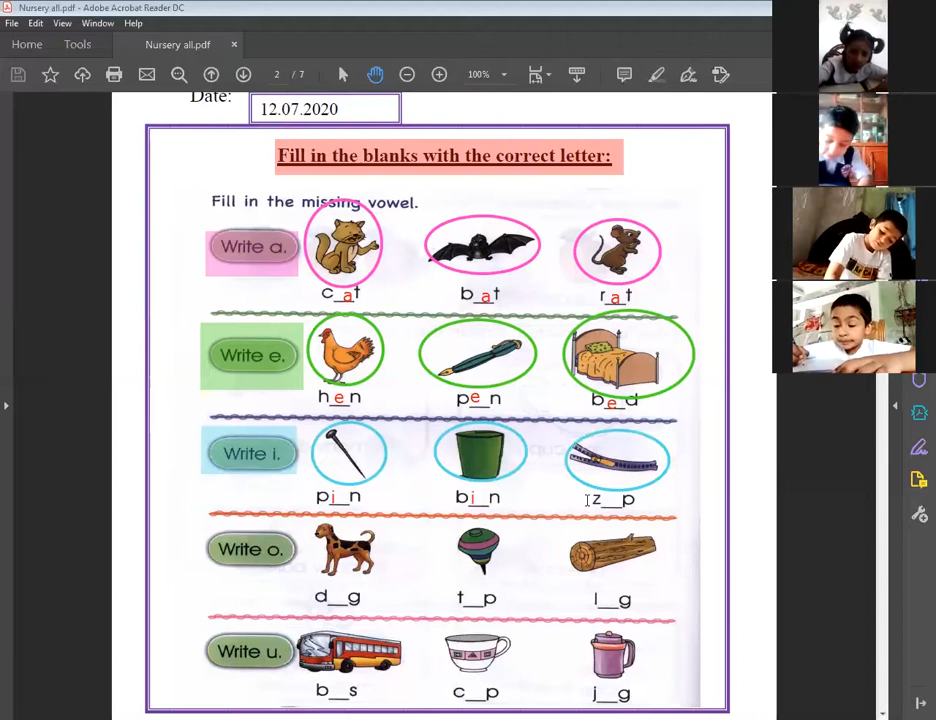 Nursery all.pdf - Adobe Acrobat Reader DC
File Edit View Window Help
Home Tools Nursery all.pdf ×
2 / 7 100%
Date: 12.07.2020
Fill in the blanks with the correct letter:
Fill in the missing vowel.
Write a.
c_a_t b_a_t r_a_t
Write e.
h_e_n p_e_n b_e_d
Write i.
p_i_n b_i_n z__p
Write o.
d__g t__p l__g
Write u.
b__s c__p j__g